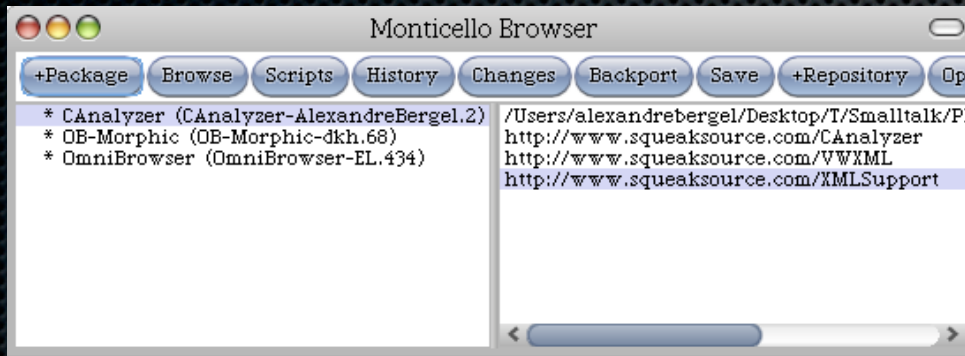 Monticello Browser
+Package Browse Scripts History Changes Backport Save +Repository Op
* CAnalyzer (CAnalyzer-AlexandreBergel.2)
* OB-Morphic (OB-Morphic-dkh.68)
* OmniBrowser (OmniBrowser-EL.434)
/Users/alexandrebergel/Desktop/T/Smalltalk/P
http://www.squeaksource.com/CAnalyzer
http://www.squeaksource.com/VWXML
http://www.squeaksource.com/XMLSupport